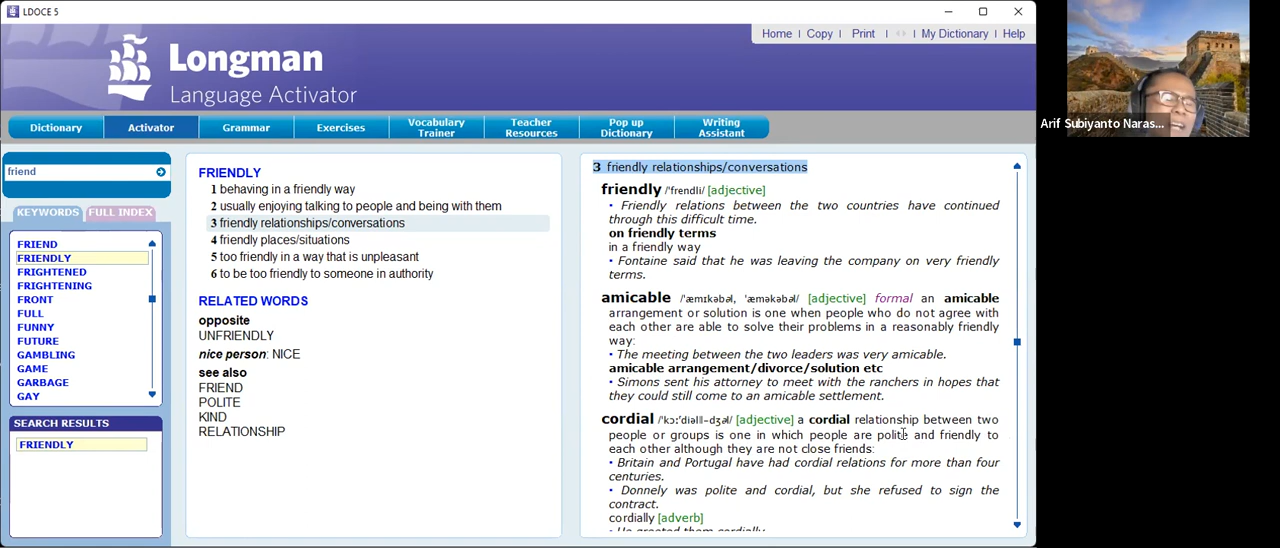 LDOCE 5
Home | Copy | Print | | My Dictionary | Help
Longman
Language Activator
Dictionary
Activator
Grammar
Exercises
Vocabulary Trainer
Teacher Resources
Pop up Dictionary
Writing Assistant
friend
KEYWORDS
FULL INDEX
FRIEND
FRIENDLY
FRIGHTENED
FRIGHTENING
FRONT
FULL
FUNNY
FUTURE
GAMBLING
GAME
GARBAGE
GAY
SEARCH RESULTS
FRIENDLY
FRIENDLY
1 behaving in a friendly way
2 usually enjoying talking to people and being with them
3 friendly relationships/conversations
4 friendly places/situations
5 too friendly in a way that is unpleasant
6 to be too friendly to someone in authority
RELATED WORDS
opposite
UNFRIENDLY
nice person: NICE
see also
FRIEND
POLITE
KIND
RELATIONSHIP
3 friendly relationships/conversations
friendly /ˈfrendli/ [adjective]
• Friendly relations between the two countries have continued
through this difficult time.
on friendly terms
in a friendly way
• Fontaine said that he was leaving the company on very friendly
terms.
amicable /ˈæmɪkəbəl, ˈæməkəbəl/ [adjective] formal an amicable
arrangement or solution is one when people who do not agree with
each other are able to solve their problems in a reasonably friendly
way:
• The meeting between the two leaders was very amicable.
amicable arrangement/divorce/solution etc
• Simons sent his attorney to meet with the ranchers in hopes that
they could still come to an amicable settlement.
cordial /ˈkɔːˈdiəl‖-dʒəl/ [adjective] a cordial relationship between two
people or groups is one in which people are polite and friendly to
each other although they are not close friends:
• Britain and Portugal have had cordial relations for more than four
centuries.
• Donnely was polite and cordial, but she refused to sign the
contract.
cordially [adverb]
• He greeted them cordially.
Arif Subiyanto Naras...